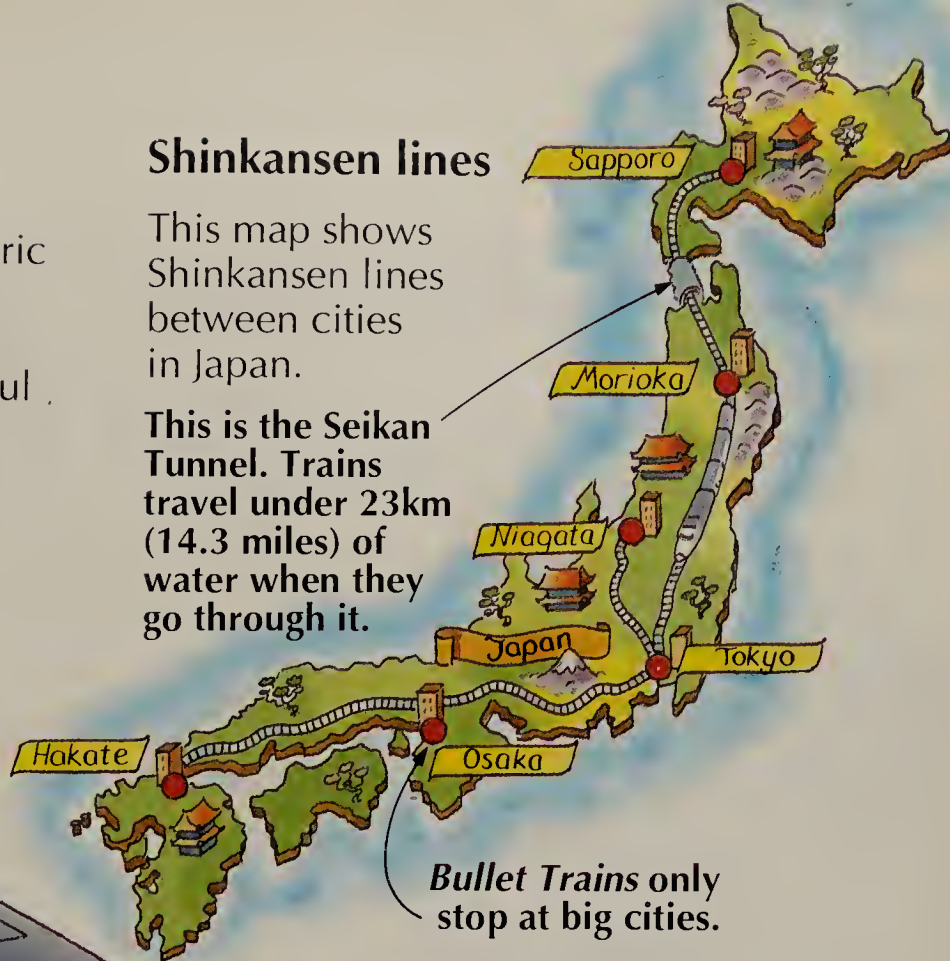 Shinkansen lines
This map shows
Shinkansen lines
between cities
in Japan.
This is the Seikan
Tunnel. Trains
travel under 23km
(14.3 miles) of
water when they
go through it.
ric
ul
Sapporo
Morioka
Niagata
Japan
Tokyo
Hakate
Osaka
Bullet Trains only
stop at big cities.